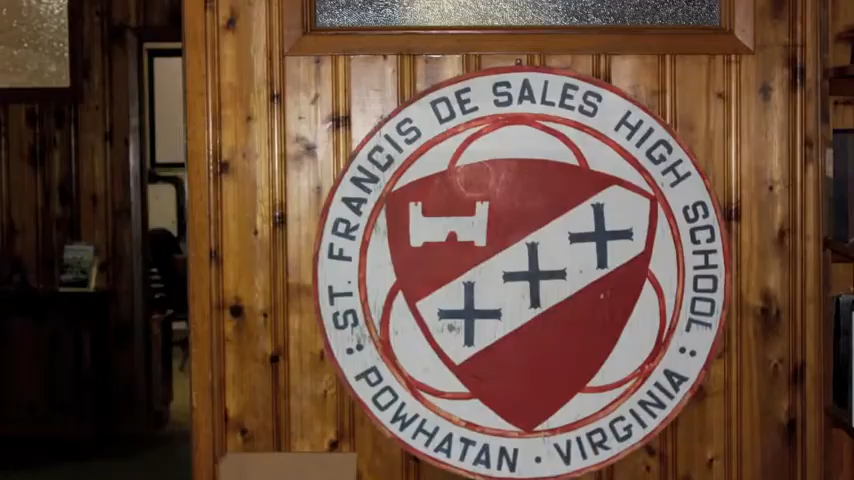 ST. FRANCIS DE SALES HIGH SCHOOL
: POWHATAN · VIRGINIA :